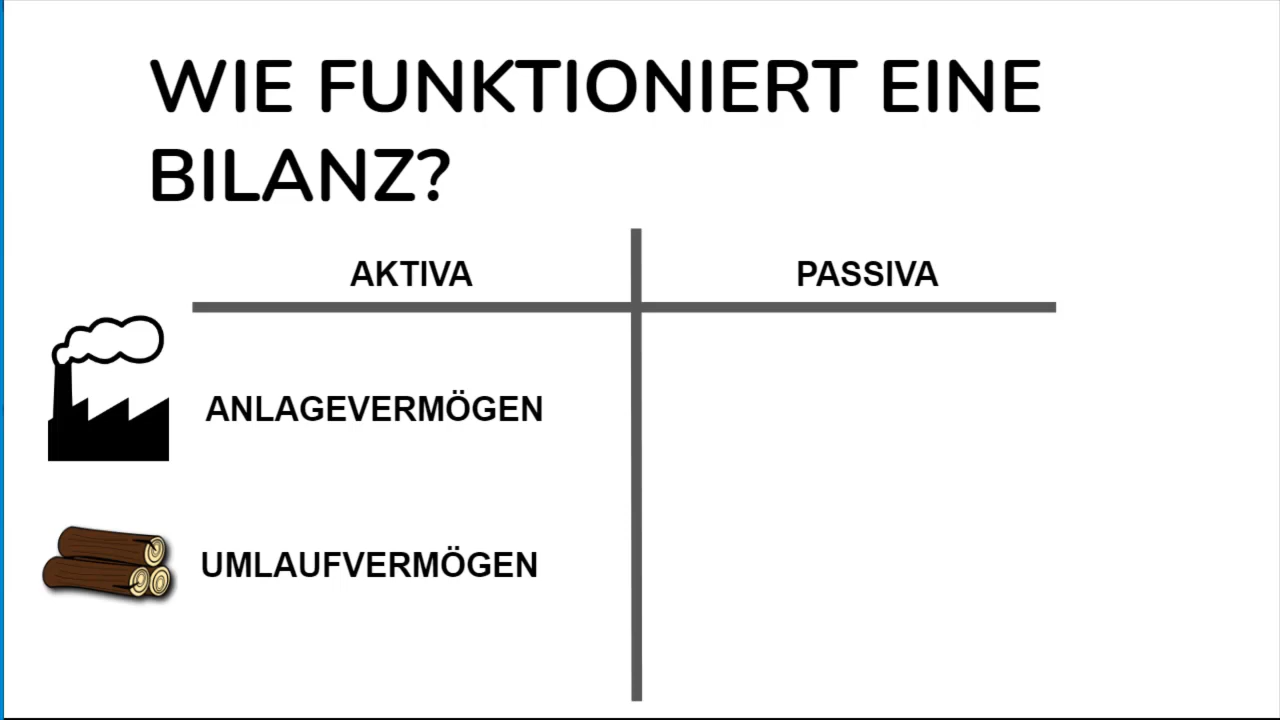 WIE FUNKTIONIERT EINE
BILANZ?
AKTIVA
PASSIVA
ANLAGEVERMÖGEN
UMLAUFVERMÖGEN